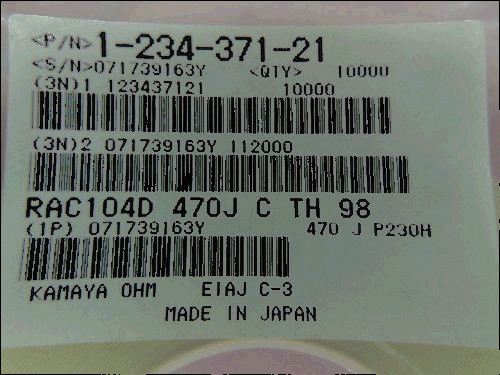 <P/N>1-234-371-21
<S/N>071739163Y <QTY> 10000
(3N)1 123437121 10000
(3N)2 071739163Y 112000
RAC104D 470J C TH 98
(1P) 071739163Y 470 J P230H
KAMAYA OHM EIAJ C-3
MADE IN JAPAN